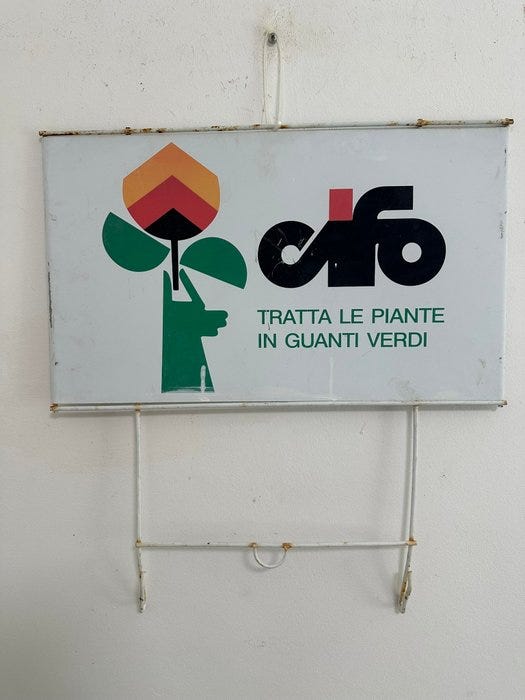 cifo
TRATTA LE PIANTE
IN GUANTI VERDI